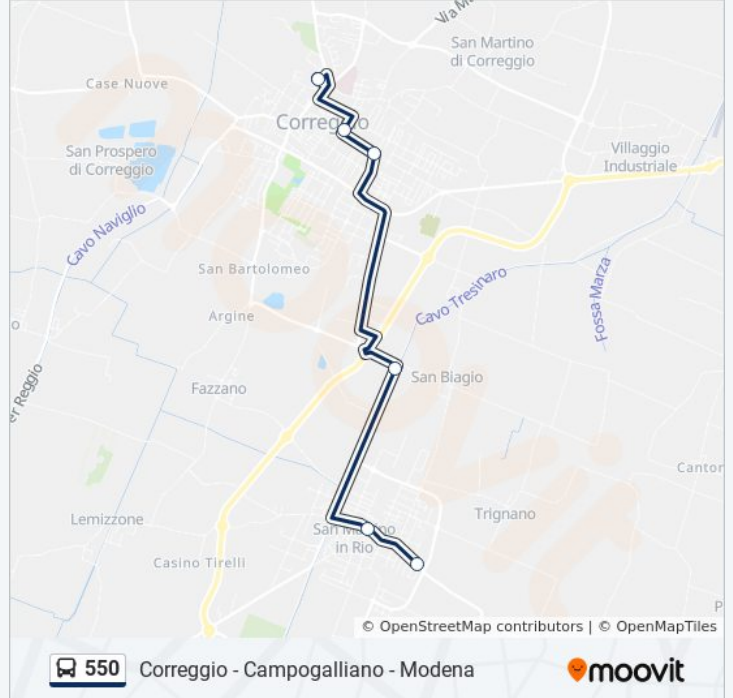 Via M
San Martino
di Correggio
Case Nuove
Correggio
Villaggio
Industriale
San Prospero
di Correggio
Cavo Naviglio
San Bartolomeo
Cavo Tresinaro
Fossa Marza
Argine
o
San Biagio
Fazzano
er Reggio
Cantor
Lemizzone
Trignano
San Martino
in Rio
Casino Tirelli
P
© OpenStreetMap contributors | © OpenMapTiles
550 Correggio - Campogalliano - Modena
moovit